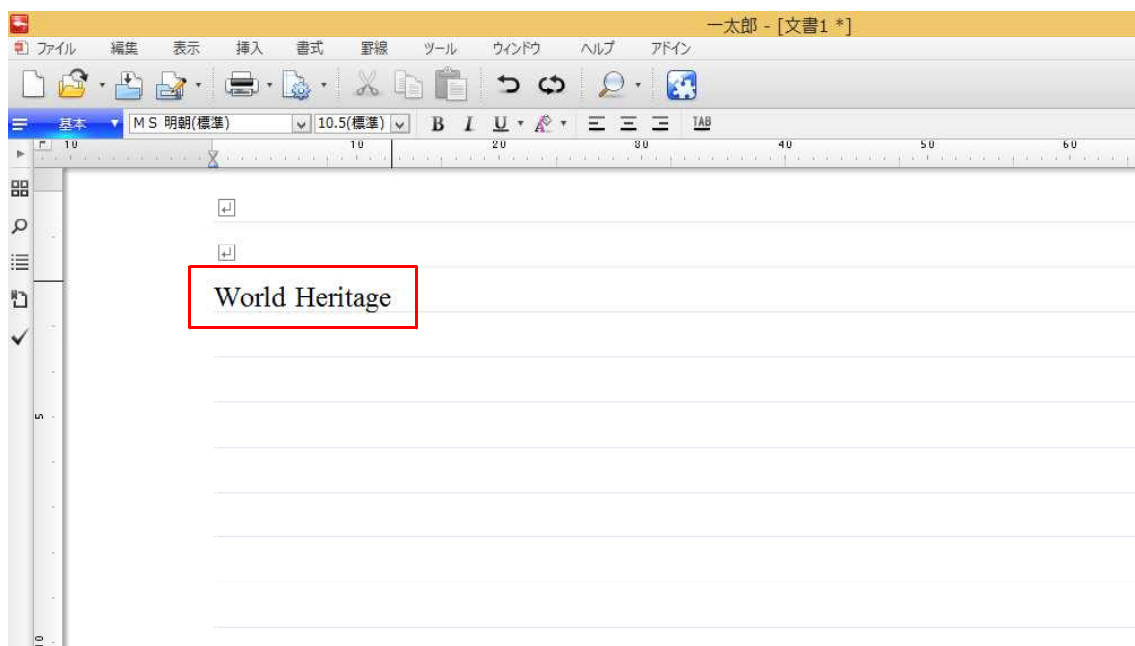 一太郎 - [文書1 *]
ファイル 編集 表示 挿入 書式 罫線 ツール ウィンドウ ヘルプ アドイン
基本 ＭＳ 明朝(標準) 10.5(標準) B I U TAB
10 10 20 30 40 50 60
World Heritage
5